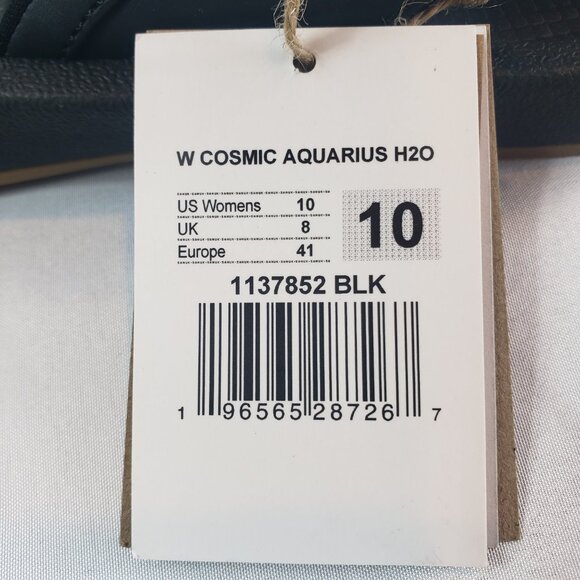 W COSMIC AQUARIUS H2O
US Womens 10
UK 8
Europe 41
10
1137852 BLK
1 96565 28726 7